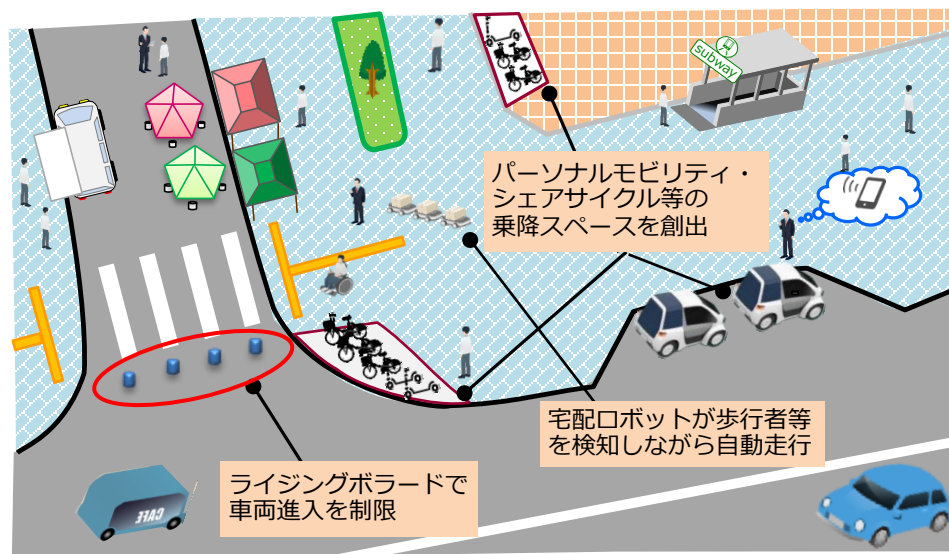 subway
パーソナルモビリティ・
シェアサイクル等の
乗降スペースを創出
宅配ロボットが歩行者等
を検知しながら自動走行
ライジングボラードで
車両進入を制限
CAFE